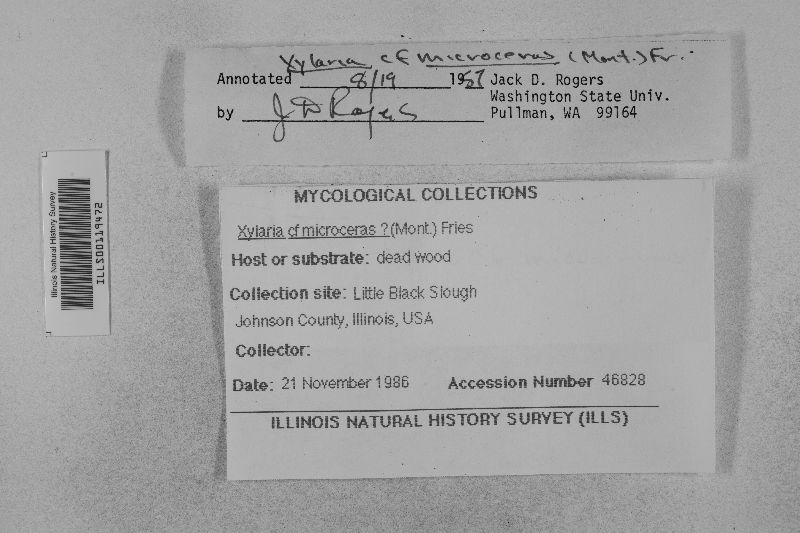 Xylaria cf microceras (Mont.) Fr.
Annotated 8/19 1987 Jack D. Rogers
Washington State Univ.
by J D Rogers Pullman, WA 99164
MYCOLOGICAL COLLECTIONS
Xylaria cf microceras ? (Mont.) Fries
Host or substrate: dead wood
Collection site: Little Black Slough
Johnson County, Illinois, USA
Collector:
Date: 21 November 1986 Accession Number 46828
ILLINOIS NATURAL HISTORY SURVEY (ILLS)
Illinois Natural History Survey
ILLS00119472